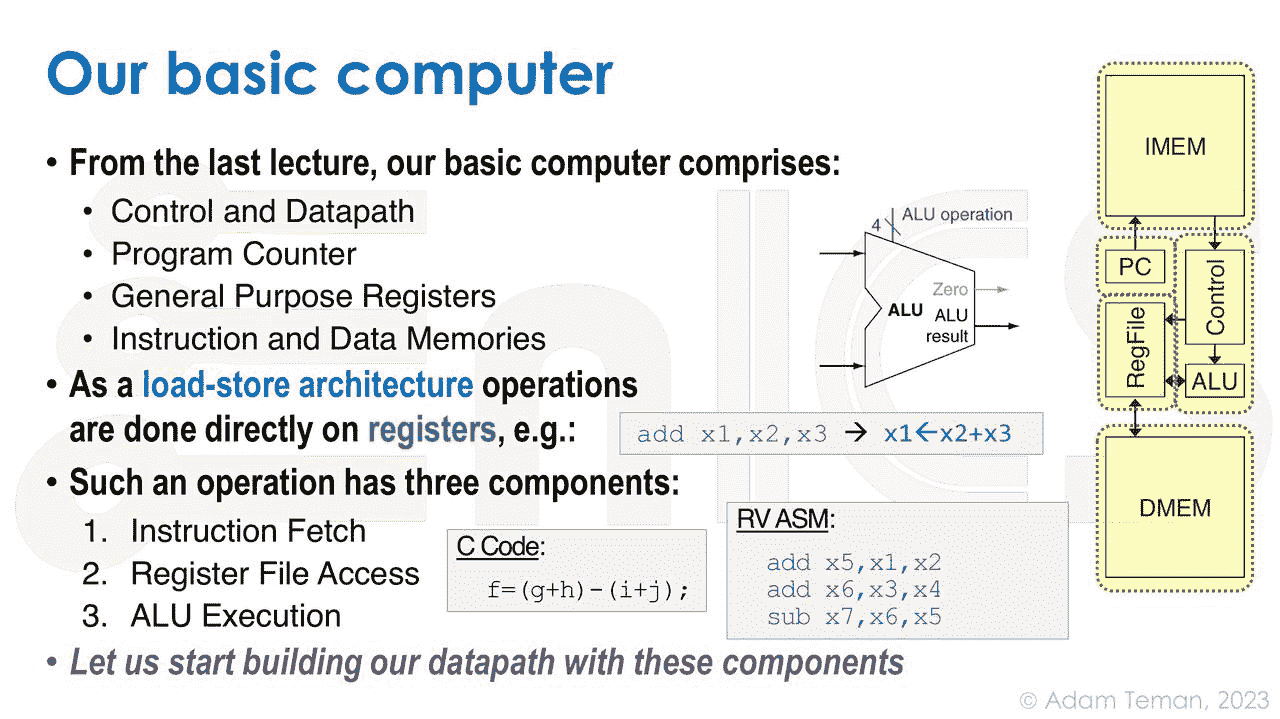 Our basic computer
• From the last lecture, our basic computer comprises:
• Control and Datapath
• Program Counter
• General Purpose Registers
• Instruction and Data Memories
• As a load-store architecture operations
are done directly on registers, e.g.:
add x1,x2,x3 → x1←x2+x3
• Such an operation has three components:
1. Instruction Fetch
2. Register File Access
3. ALU Execution
C Code:
f=(g+h)-(i+j);
RV ASM:
add x5,x1,x2
add x6,x3,x4
sub x7,x6,x5
• Let us start building our datapath with these components
4
ALU operation
Zero
ALU
ALU
result
IMEM
PC
Control
RegFile
ALU
DMEM
EnICS
© Adam Teman, 2023